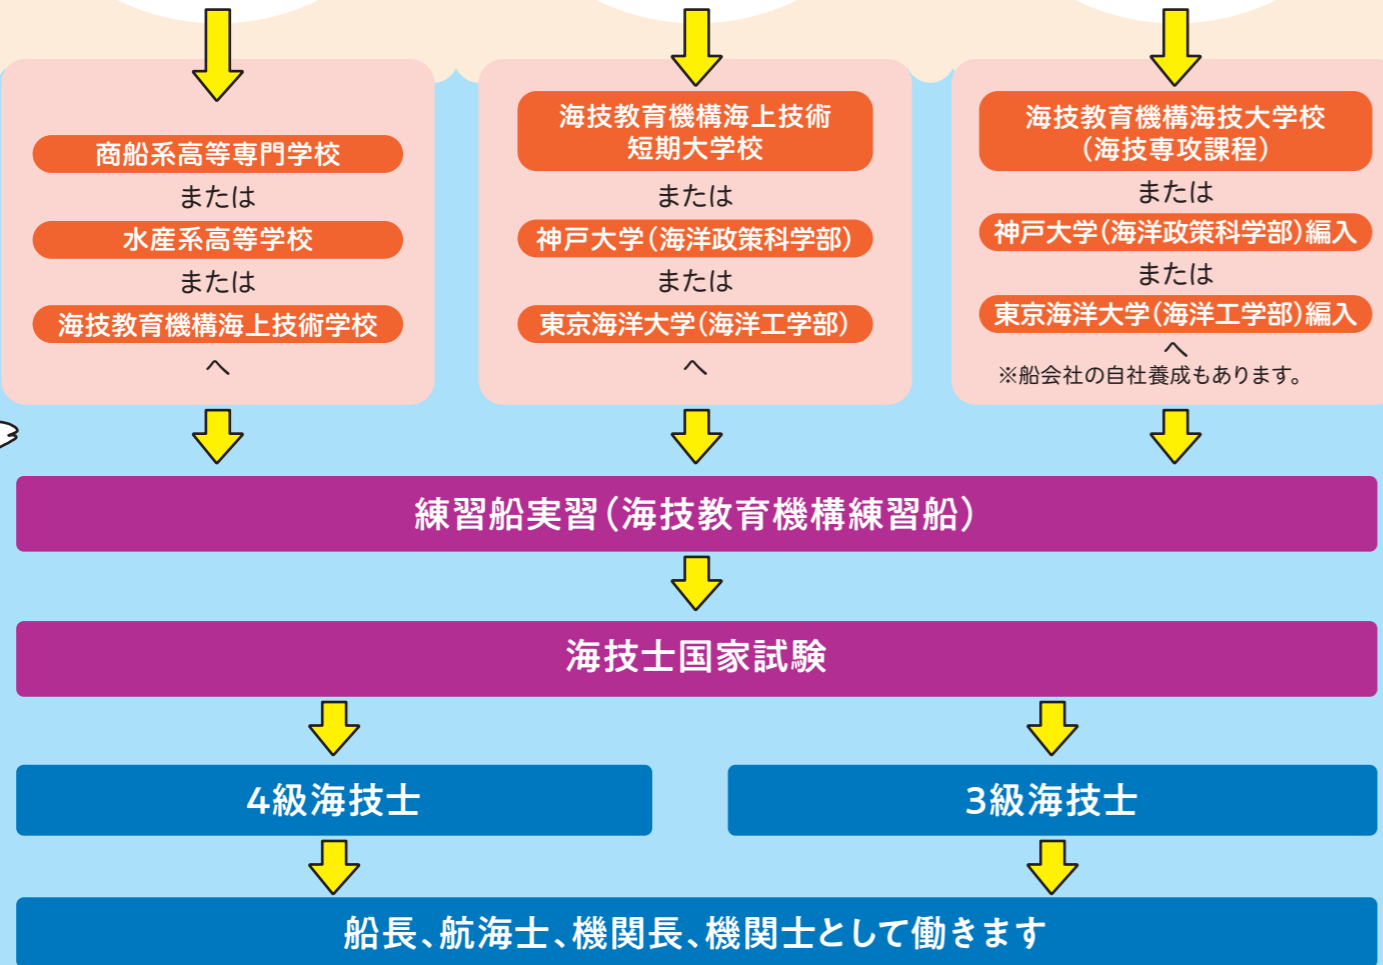 商船系高等専門学校
または
水産系高等学校
または
海技教育機構海上技術学校
へ
海技教育機構海上技術
短期大学校
または
神戸大学(海洋政策科学部)
または
東京海洋大学(海洋工学部)
へ
海技教育機構海技大学校
(海技専攻課程)
または
神戸大学(海洋政策科学部)編入
または
東京海洋大学(海洋工学部)編入
へ
※船会社の自社養成もあります。
練習船実習(海技教育機構練習船)
海技士国家試験
4級海技士
3級海技士
船長、航海士、機関長、機関士として働きます